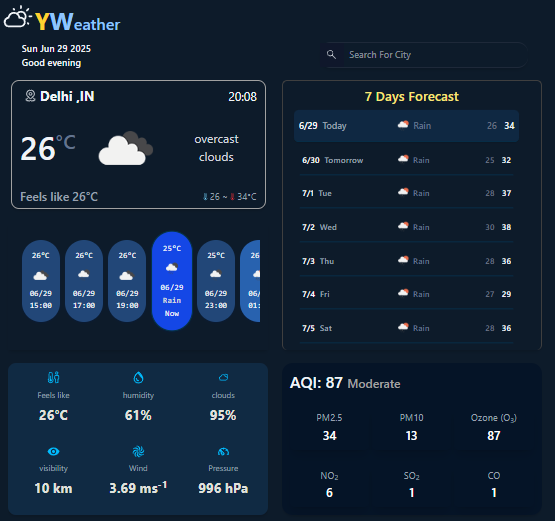 YWeather
Sun Jun 29 2025
Good evening
Search For City
Delhi ,IN 20:08
26°C
overcast
clouds
Feels like 26°C
26 ~ 34°C
26°C 26°C 26°C 25°C 25°C 26°C
06/29 06/29 06/29 06/29 06/29 06/
15:00 17:00 19:00 Rain 23:00 01:
Now
7 Days Forecast
6/29 Today Rain 26 34
6/30 Tomorrow Rain 25 32
7/1 Tue Rain 28 37
7/2 Wed Rain 30 38
7/3 Thu Rain 28 36
7/4 Fri Rain 27 29
7/5 Sat Rain 28 36
Feels like humidity clouds
26°C 61% 95%
visibility Wind Pressure
10 km 3.69 ms-1 996 hPa
AQI: 87 Moderate
PM2.5 PM10 Ozone (O₃)
34 13 87
NO₂ SO₂ CO
6 1 1